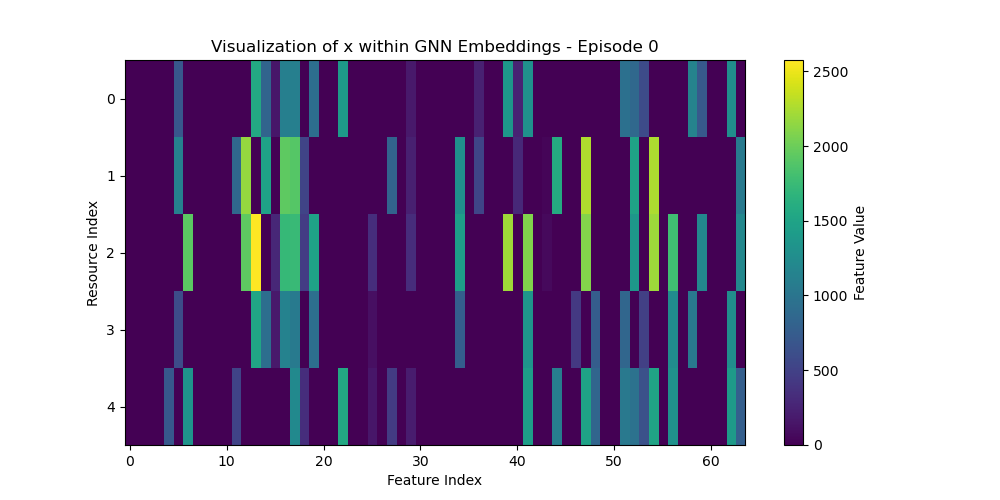 Visualization of x within GNN Embeddings - Episode 0
Resource Index
0
1
2
3
4
0 10 20 30 40 50 60
Feature Index
2500
2000
1500
1000
500
0
Feature Value